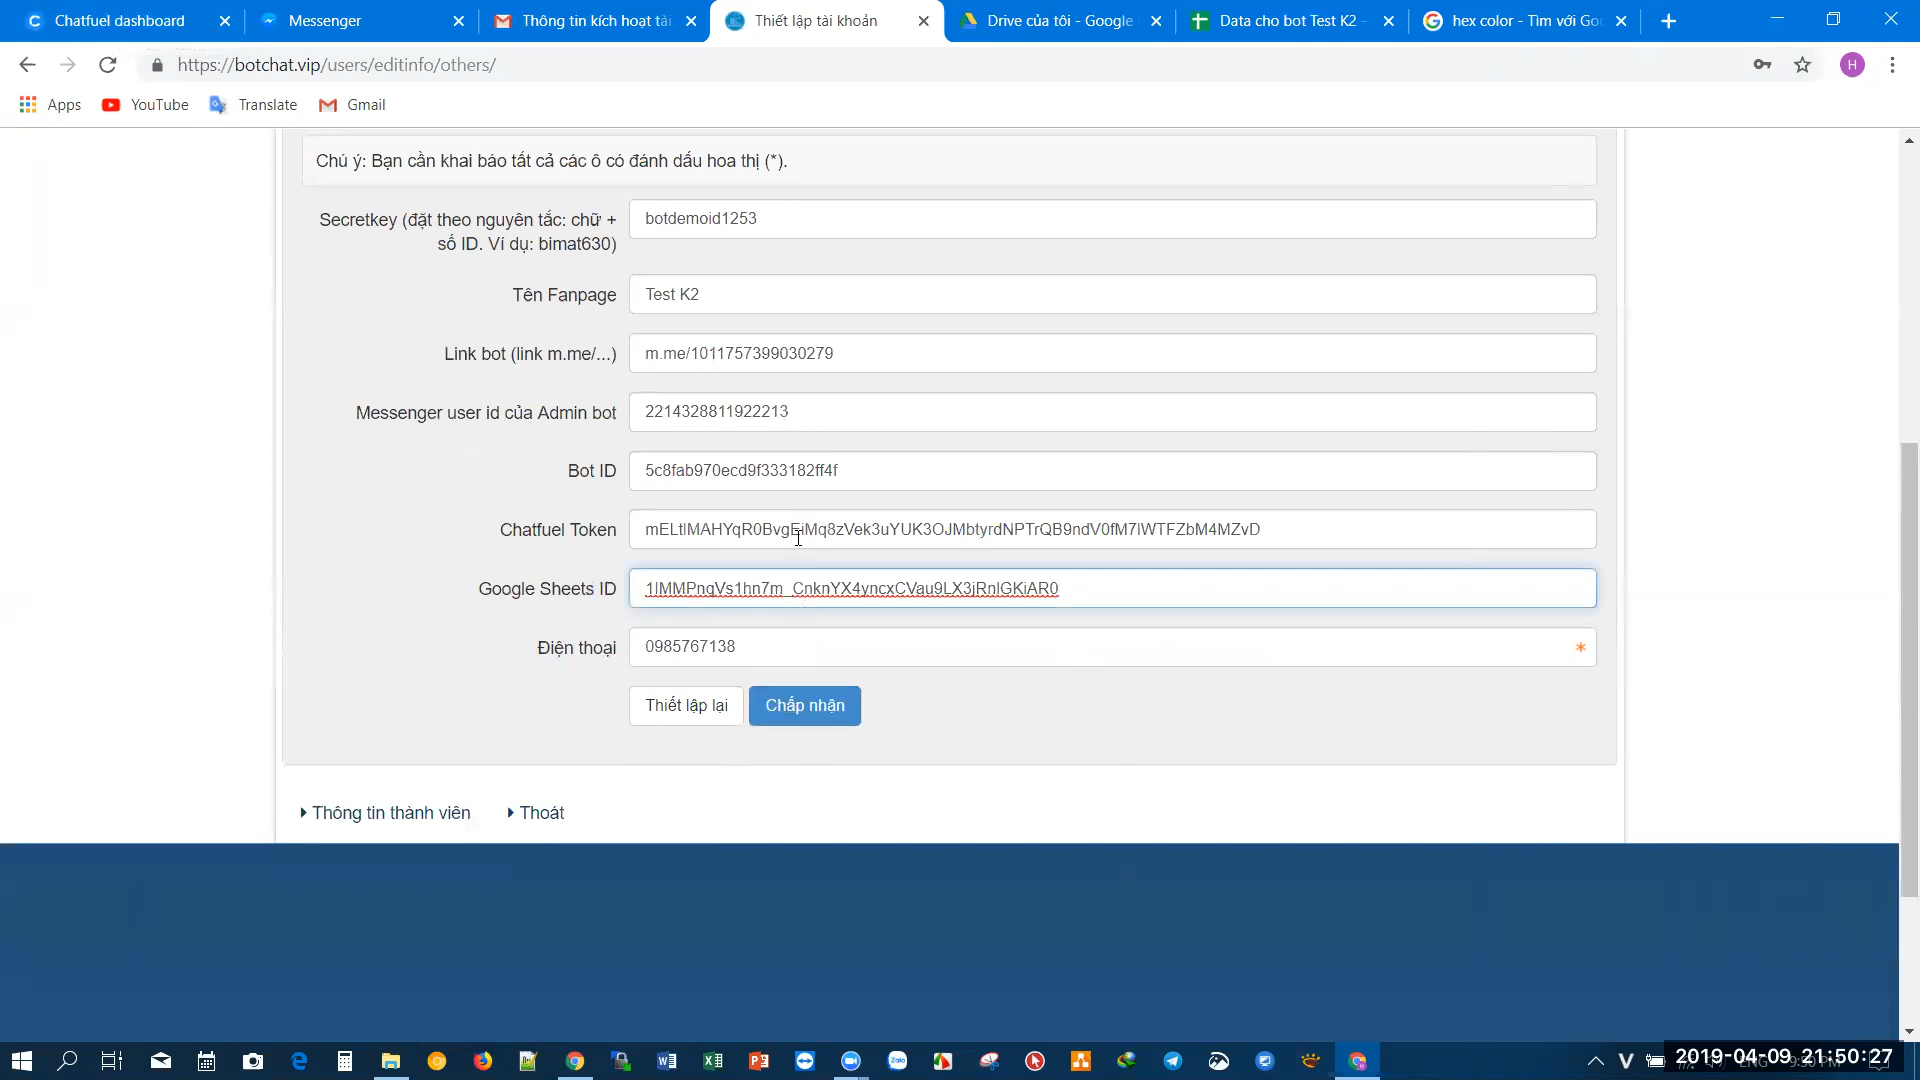 Chatfuel dashboard
Messenger
Thông tin kích hoạt tài
Thiết lập tài khoản
Drive của tôi - Google
Data cho bot Test K2 -
hex color - Tìm với Goo
https://botchat.vip/users/editinfo/others/
H
Apps
YouTube
Translate
Gmail
Chú ý: Bạn cần khai báo tất cả các ô có đánh dấu hoa thị (*).
Secretkey (đặt theo nguyên tắc: chữ +
số ID. Ví dụ: bimat630)
botdemoid1253
Tên Fanpage
Test K2
Link bot (link m.me/...)
m.me/1011757399030279
Messenger user id của Admin bot
2214328811922213
Bot ID
5c8fab970ecd9f333182ff4f
Chatfuel Token
mELtlMAHYqR0BvgEiMq8zVek3uYUK3OJMbtyrdNPTrQB9ndV0fM7lWTFZbM4MZvD
Google Sheets ID
1lMMPnqVs1hn7m_CnknYX4yncxCVau9LX3jRnlGKiAR0
Điện thoại
0985767138
*
Thiết lập lại
Chấp nhận
Thông tin thành viên
Thoát
2019-04-09 21:50:27